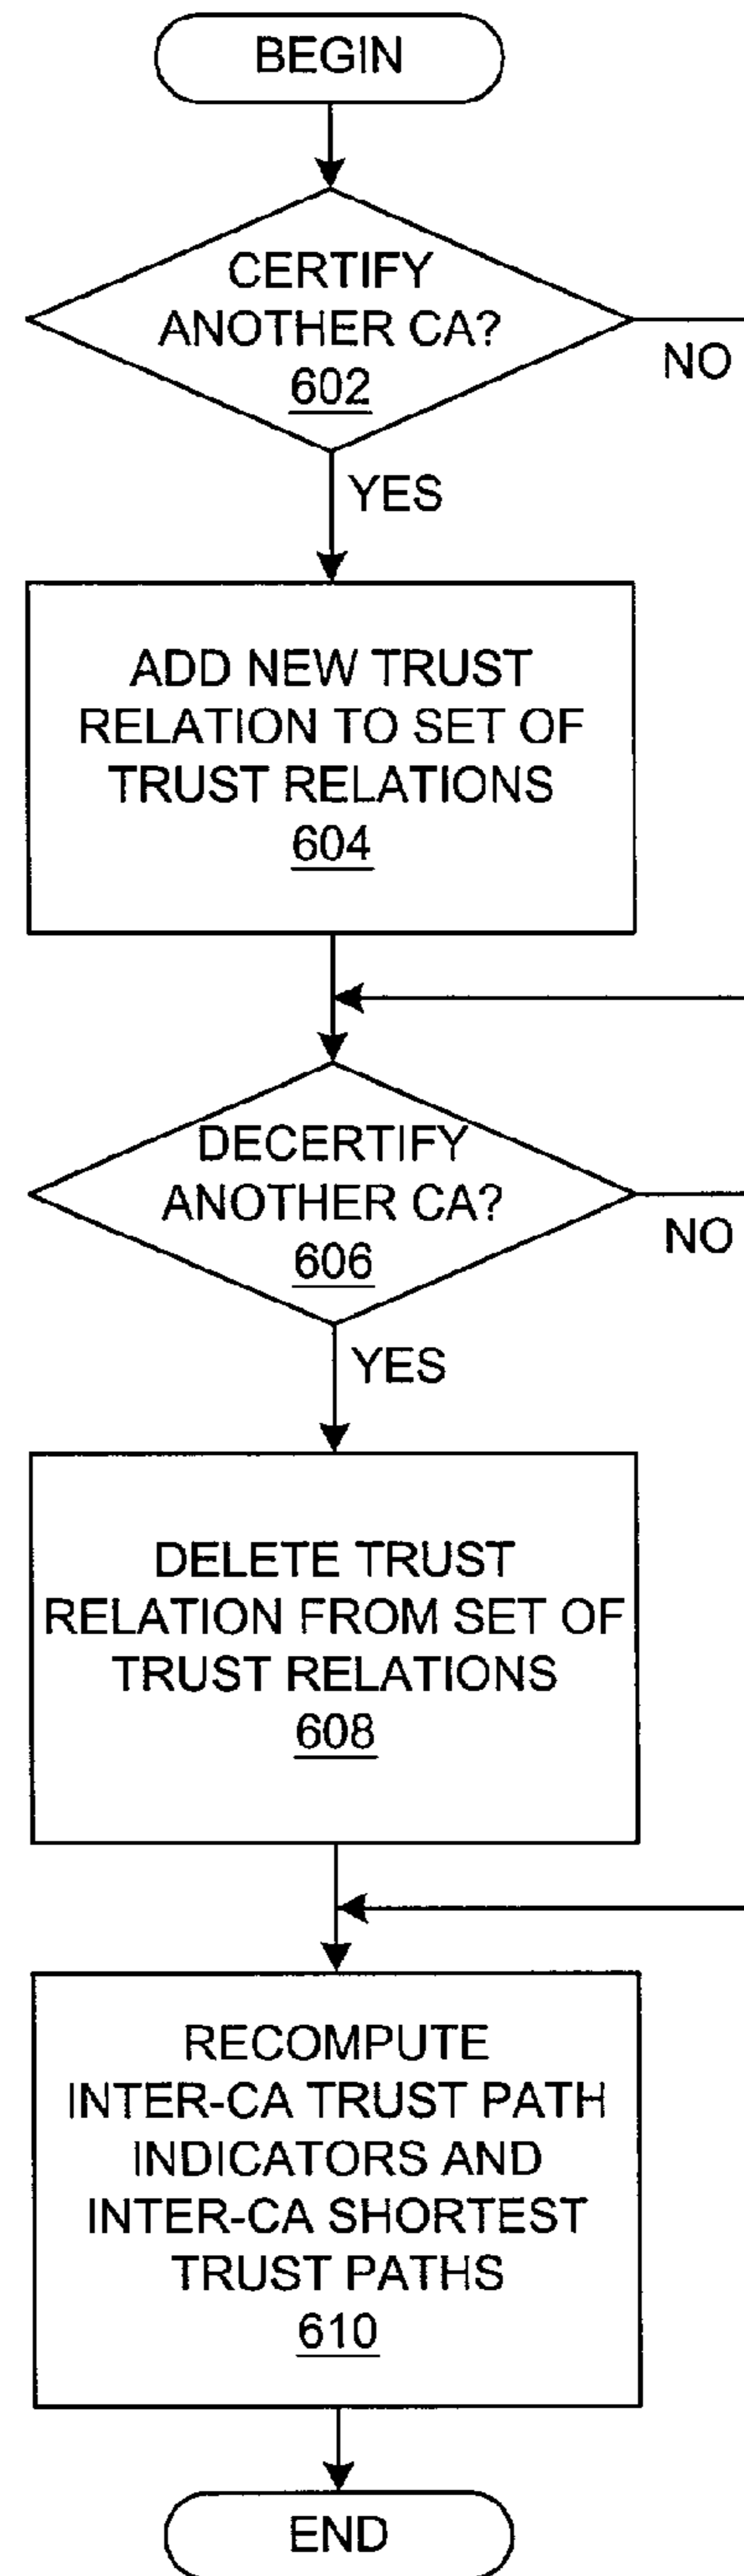 BEGIN
CERTIFY
ANOTHER CA?
602
NO
YES
ADD NEW TRUST
RELATION TO SET OF
TRUST RELATIONS
604
DECERTIFY
ANOTHER CA?
606
NO
YES
DELETE TRUST
RELATION FROM SET OF
TRUST RELATIONS
608
RECOMPUTE
INTER-CA TRUST PATH
INDICATORS AND
INTER-CA SHORTEST
TRUST PATHS
610
END